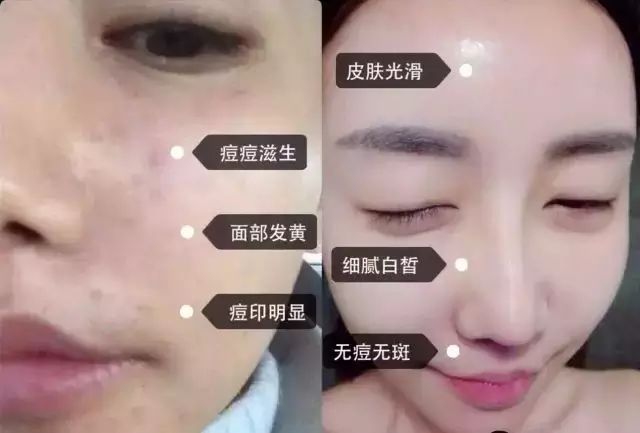 痘痘滋生
面部发黄
痘印明显
皮肤光滑
细腻白皙
无痘无斑